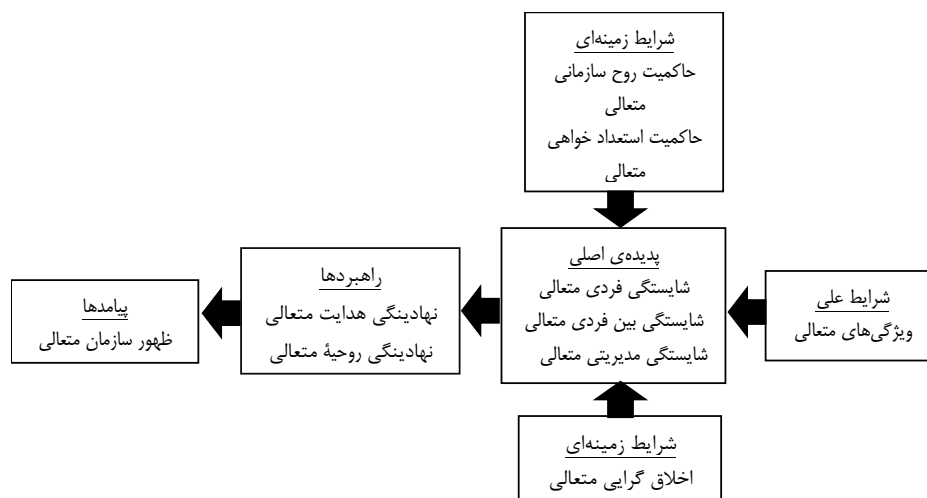 شرایط زمینه‌ای
حاکمیت روح سازمانی
متعالی
حاکمیت استعداد خواهی
متعالی
شرایط علی
ویژگی‌های متعالی
پدیده‌ی اصلی
شایستگی فردی متعالی
شایستگی بین فردی متعالی
شایستگی مدیریتی متعالی
راهبردها
نهادینگی هدایت متعالی
نهادینگی روحیۀ متعالی
پیامدها
ظهور سازمان متعالی
شرایط زمینه‌ای
اخلاق گرایی متعالی